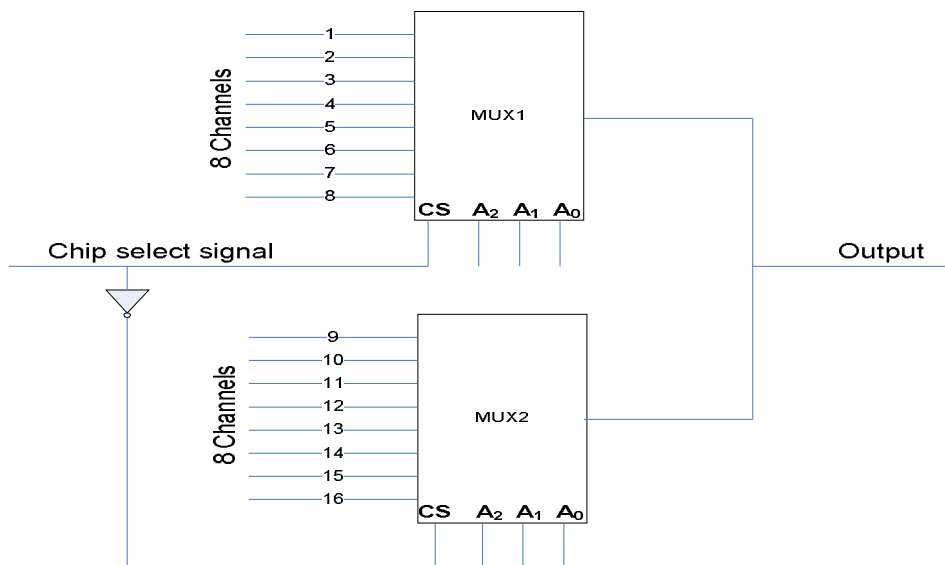 1
2
3
4
5
6
7
8
8 Channels
MUX1
CS A₂ A₁ A₀
Chip select signal
Output
9
10
11
12
13
14
15
16
8 Channels
MUX2
CS A₂ A₁ A₀